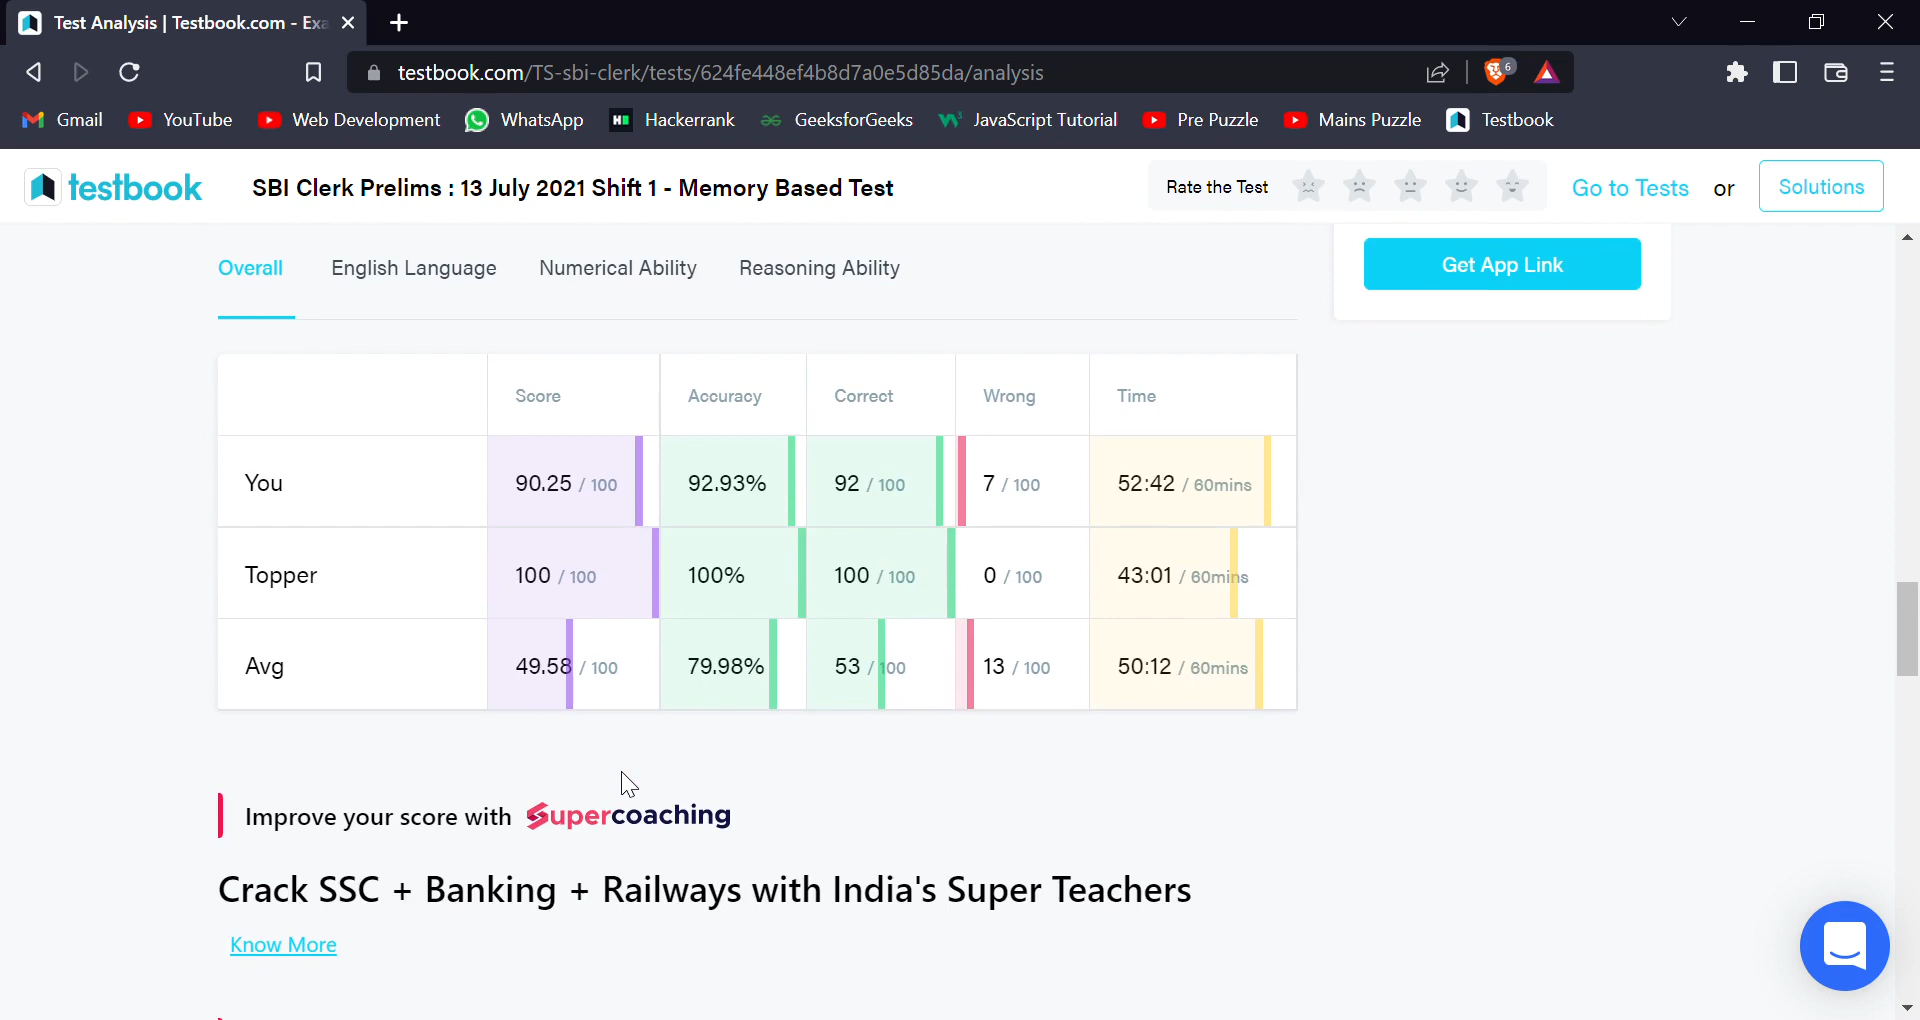 Test Analysis | Testbook.com - Exa
testbook.com/TS-sbi-clerk/tests/624fe448ef4b8d7a0e5d85da/analysis
6
Gmail YouTube Web Development WhatsApp Hackerrank GeeksforGeeks JavaScript Tutorial Pre Puzzle Mains Puzzle Testbook
testbook SBI Clerk Prelims : 13 July 2021 Shift 1 - Memory Based Test Rate the Test Go to Tests or Solutions
Overall English Language Numerical Ability Reasoning Ability
Get App Link
Score Accuracy Correct Wrong Time
You 90.25 / 100 92.93% 92 / 100 7 / 100 52:42 / 60mins
Topper 100 / 100 100% 100 / 100 0 / 100 43:01 / 60mins
Avg 49.58 / 100 79.98% 53 / 100 13 / 100 50:12 / 60mins
Improve your score with Supercoaching
Crack SSC + Banking + Railways with India's Super Teachers
Know More